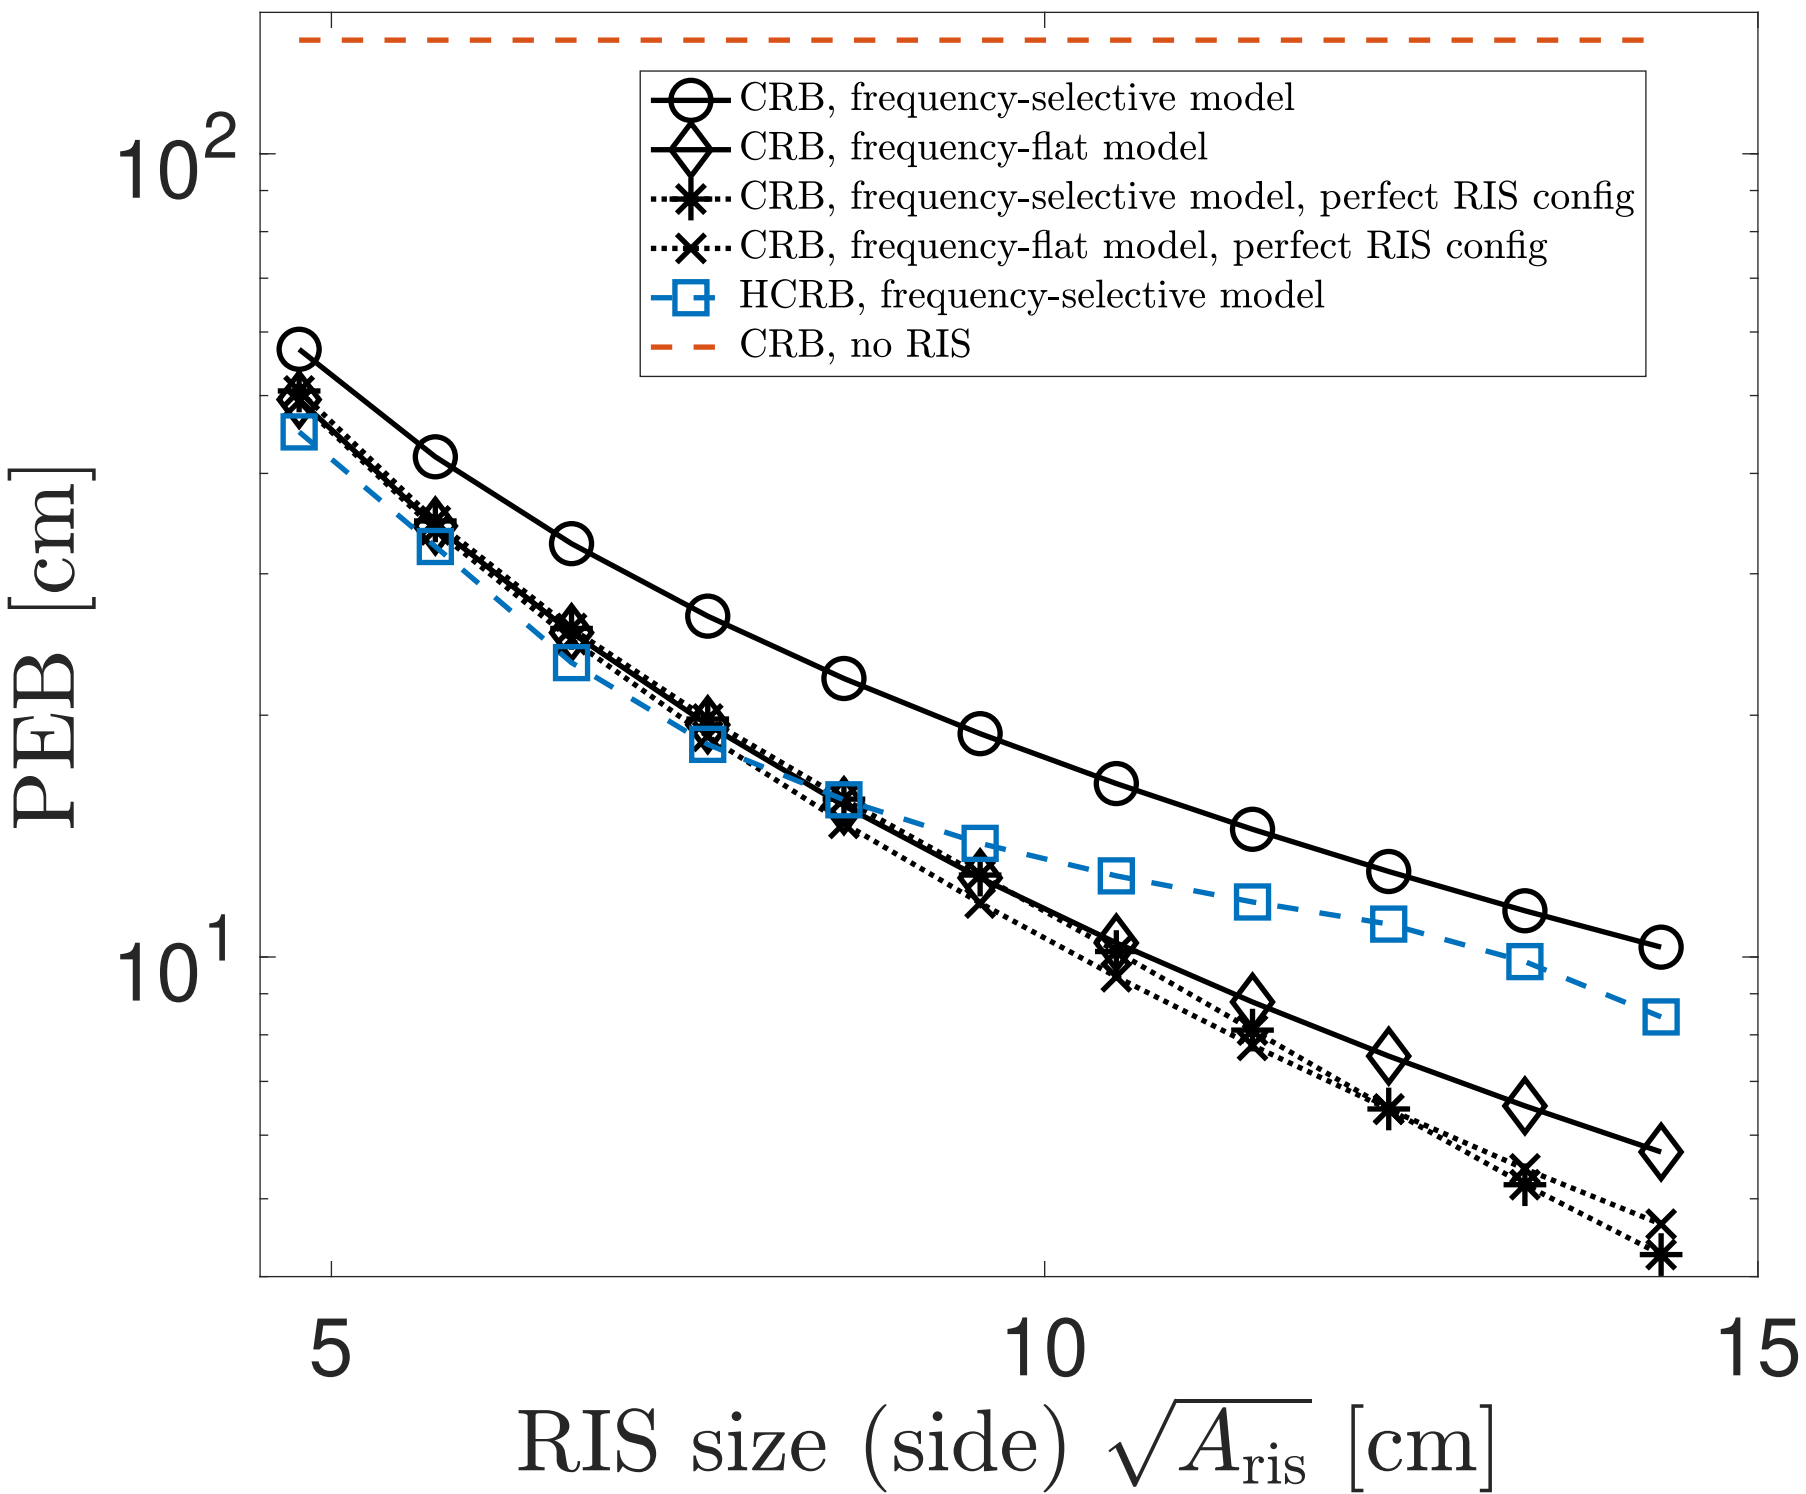 CRB, frequency-selective model
CRB, frequency-flat model
CRB, frequency-selective model, perfect RIS config
CRB, frequency-flat model, perfect RIS config
HCRB, frequency-selective model
CRB, no RIS
10²
10¹
PEB [cm]
5 10 15
RIS size (side) √A_ris [cm]